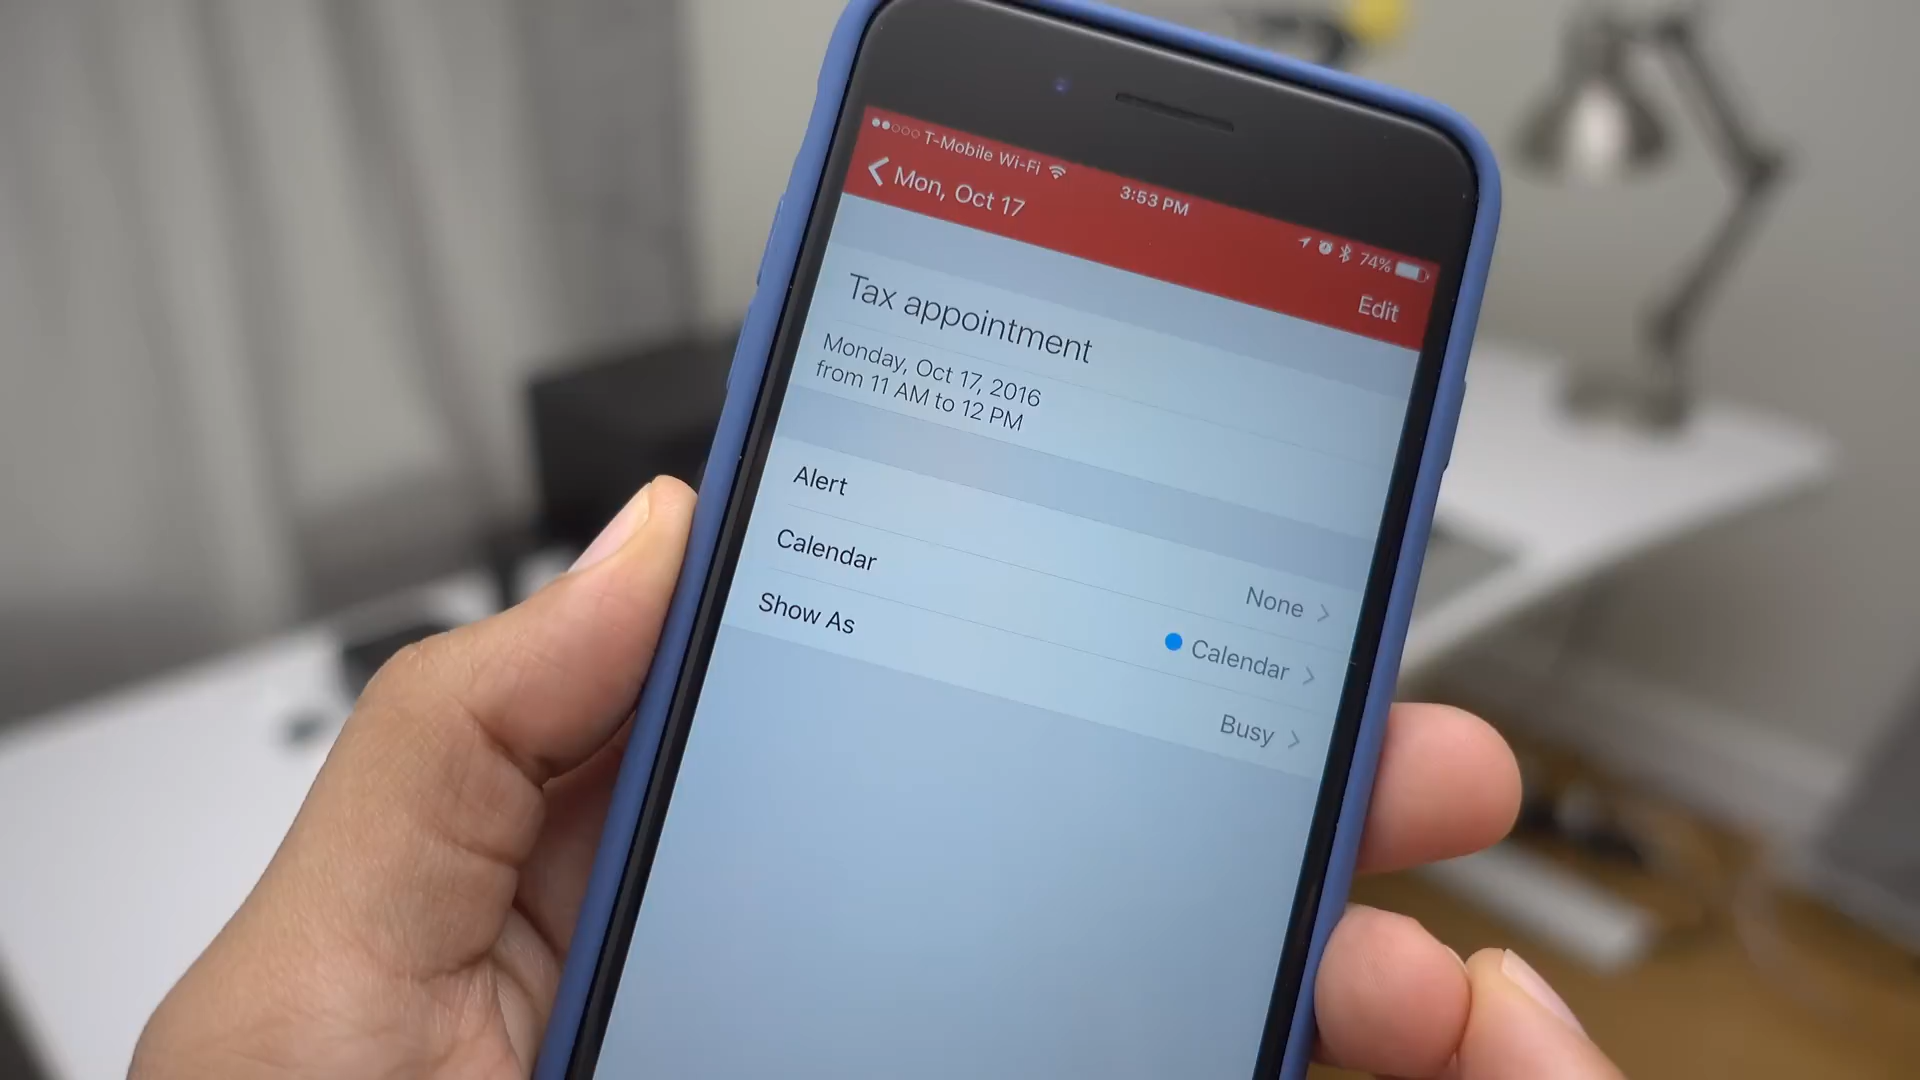 T-Mobile Wi-Fi
3:53 PM
74%
Mon, Oct 17
Edit
Tax appointment
Monday, Oct 17, 2016
from 11 AM to 12 PM
Alert
None
Calendar
Calendar
Show As
Busy